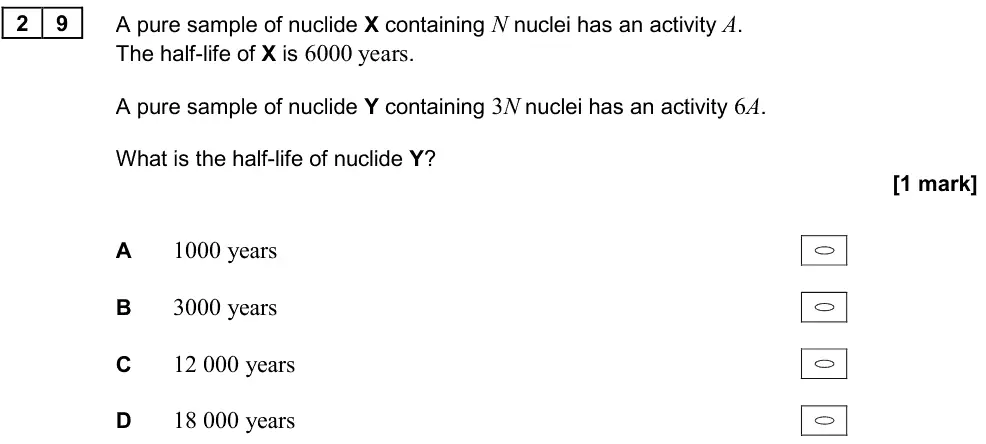 2 9 A pure sample of nuclide X containing N nuclei has an activity A.
The half-life of X is 6000 years.
A pure sample of nuclide Y containing 3N nuclei has an activity 6A.
What is the half-life of nuclide Y?
[1 mark]
A 1000 years
B 3000 years
C 12 000 years
D 18 000 years